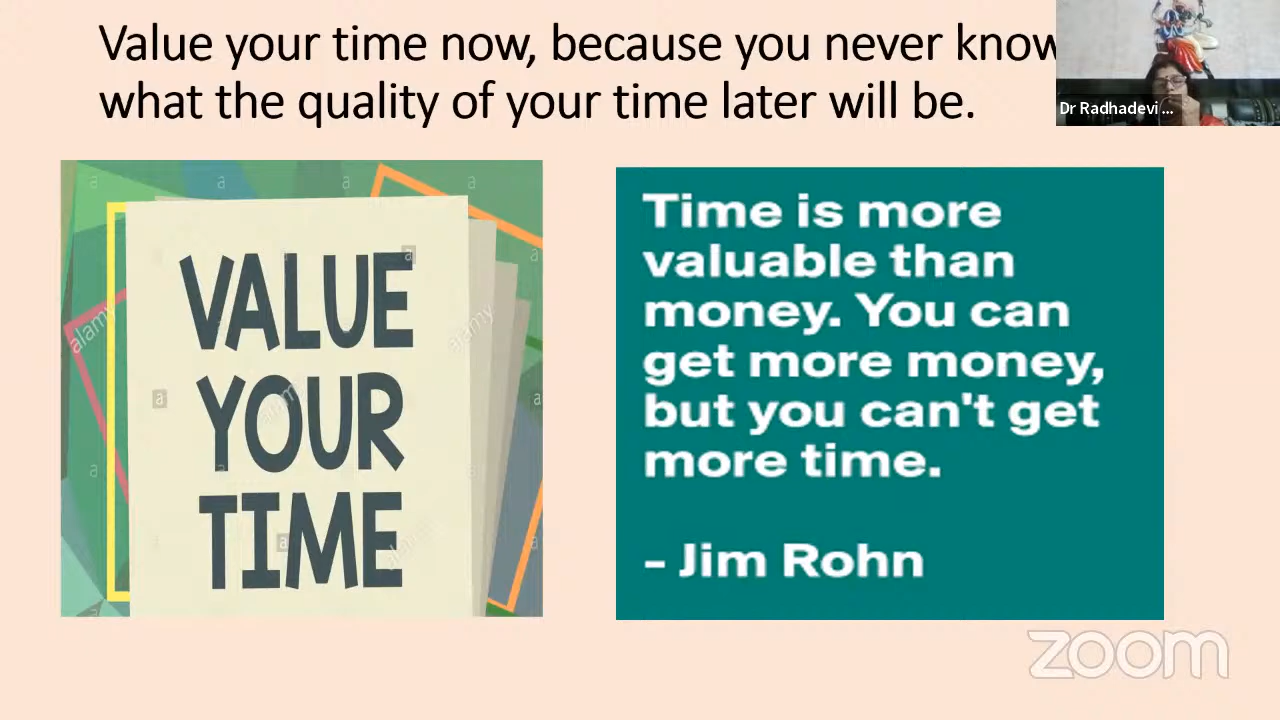 Value your time now, because you never know
what the quality of your time later will be.
Dr Radhadevi ...
VALUE
YOUR
TIME
a
alamy
Time is more
valuable than
money. You can
get more money,
but you can't get
more time.
- Jim Rohn
zoom